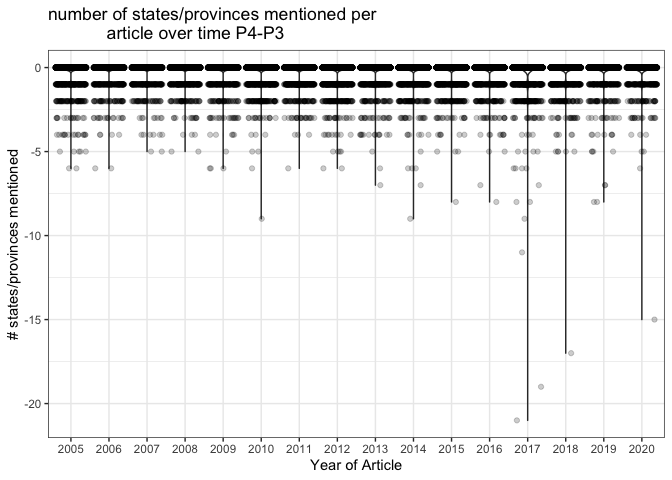 number of states/provinces mentioned per
article over time P4-P3
# states/provinces mentioned
0
-5
-10
-15
-20
2005 2006 2007 2008 2009 2010 2011 2012 2013 2014 2015 2016 2017 2018 2019 2020
Year of Article